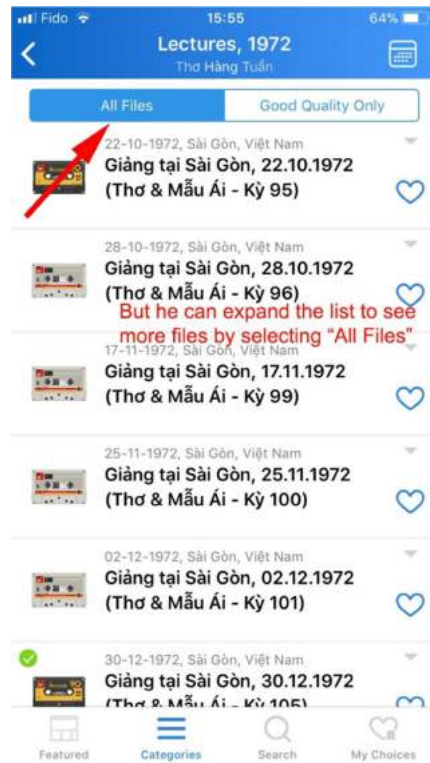 Fido 15:55 64%
Lectures, 1972
Thơ Hàng Tuần
All Files Good Quality Only
22-10-1972, Sài Gòn, Việt Nam
Giảng tại Sài Gòn, 22.10.1972
(Thơ & Mẫu Ái - Kỳ 95)
28-10-1972, Sài Gòn, Việt Nam
Giảng tại Sài Gòn, 28.10.1972
(Thơ & Mẫu Ái - Kỳ 96)
But he can expand the list to see
more files by selecting “All Files”
17-11-1972, Sài Gòn, Việt Nam
Giảng tại Sài Gòn, 17.11.1972
(Thơ & Mẫu Ái - Kỳ 99)
25-11-1972, Sài Gòn, Việt Nam
Giảng tại Sài Gòn, 25.11.1972
(Thơ & Mẫu Ái - Kỳ 100)
02-12-1972, Sài Gòn, Việt Nam
Giảng tại Sài Gòn, 02.12.1972
(Thơ & Mẫu Ái - Kỳ 101)
30-12-1972, Sài Gòn, Việt Nam
Giảng tại Sài Gòn, 30.12.1972
(Thơ & Mẫu Ái - Kỳ 105)
Featured Categories Search My Choices